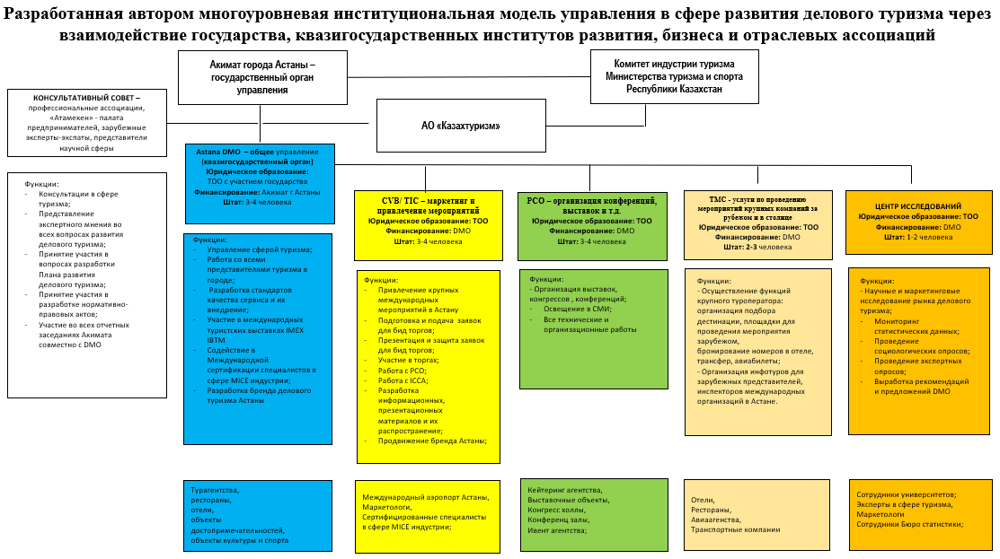 Разработанная автором многоуровневая институциональная модель управления в сфере развития делового туризма через
взаимодействие государства, квазигосударственных институтов развития, бизнеса и отраслевых ассоциаций
Акимат города Астаны –
государственный орган
управления
Комитет индустрии туризма
Министерства туризма и спорта
Республики Казахстан
КОНСУЛЬТАТИВНЫЙ СОВЕТ –
профессиональные ассоциации,
«Атамекен» - палата
предпринимателей, зарубежные
эксперты-экспаты, представители
научной сферы
АО «Казахтуризм»
Astana DMO – общее управление
(квазигосударственный орган)
Юридическое образование:
ТОО с участием государства
Финансирование: Акимат г Астаны
Штат: 3-4 человека
CVB/ TIC – маркетинг и
привлечение мероприятий
Юридическое образование: ТОО
Финансирование: DMO
Штат: 3-4 человека
PCO – организация конференций,
выставок и т.д.
Юридическое образование: ТОО
Финансирование: DMO
Штат: 3-4 человека
TMC - услуги по проведению
мероприятий крупных компаний за
рубежом и в столице
Юридическое образование: ТОО
Финансирование: DMO
Штат: 2-3 человека
ЦЕНТР ИССЛЕДОВАНИЙ
Юридическое образование: ТОО
Финансирование: DMO
Штат: 1-2 человека
Функции:
- Консультации в сфере
туризма;
- Представление
экспертного мнения во
всех вопросах развития
делового туризма;
- Принятие участия в
вопросах разработки
Плана развития
делового туризма;
- Принятие участия в
разработке нормативно-
правовых актов;
- Участие во всех отчетных
заседаниях Акимата
совместно с DMO
Функции:
- Управление сферой туризма;
- Работа со всеми
представителями туризма в
городе;
- Разработка стандартов
качества сервиса и их
внедрение;
- Участие в международных
туристских выставках IMEX
IBTM
- Содействие в
Международной
сертификации специалистов в
сфере MICE индустрии;
- Разработка бренда делового
туризма Астаны
Функции:
- Привлечение крупных
международных
мероприятий в Астану
- Подготовка и подача заявок
для бид торгов;
- Презентация и защита заявок
для бид торгов;
- Участие в торгах;
- Работа с PCO;
- Работа с ICCA;
- Разработка
информационных,
презентационных
материалов и их
распространение;
- Продвижение бренда Астаны;
Функции:
- Организация выставок,
конгрессов , конференций;
- Освещение в СМИ;
- Все технические и
организационные работы
Функции:
- Осуществление функций
крупного туроператора:
организация подбора
дестинации, площадки для
проведения мероприятия
зарубежом,
бронирование номеров в отеле,
трансфер, авиабилеты;
- Организация инфотуров для
зарубежных представителей,
инспекторов международных
организаций в Астане.
Функции:
- Научные и маркетинговые
исследование рынка делового
туризма;
- Мониторинг
статистических данных;
- Проведение
социологических опросов;
- Проведение экспертных
опросов;
- Выработка рекомендаций
и предложений DMO
Турагентства,
рестораны,
отели,
объекты
достопримечательностей,
объекты культуры и спорта
Международный аэропорт Астаны,
Маркетологи,
Сертифицированные специалисты
в сфере MICE индустрии;
Кейтеринг агентства,
Выставочные объекты,
Конгресс холлы,
Конференц залы,
Ивент агентства;
Отели,
Рестораны,
Авиаагенства,
Транспортные компании
Сотрудники университетов;
Эксперты в сфере туризма,
Маркетологи
Сотрудники Бюро статистики;